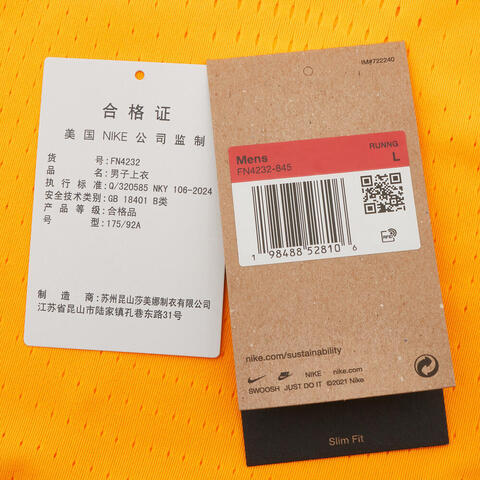 合格证
美国 NIKE 公司监制
货号:FN4232
品名:男子上衣
执行标准:Q/320585 NKY 106-2024
安全技术类别:GB 18401 B类
产品等级:合格品
号型:175/92A
制造商:苏州昆山莎美娜制衣有限公司
江苏省昆山市陆家镇孔巷东路31号
IM#722240
RUNNG
Mens L
FN4232-845
1 98488 52810 6
RFID
nike.com/sustainability
NIKE nike.com
SWOOSH JUST DO IT ©2021 Nike
Slim Fit